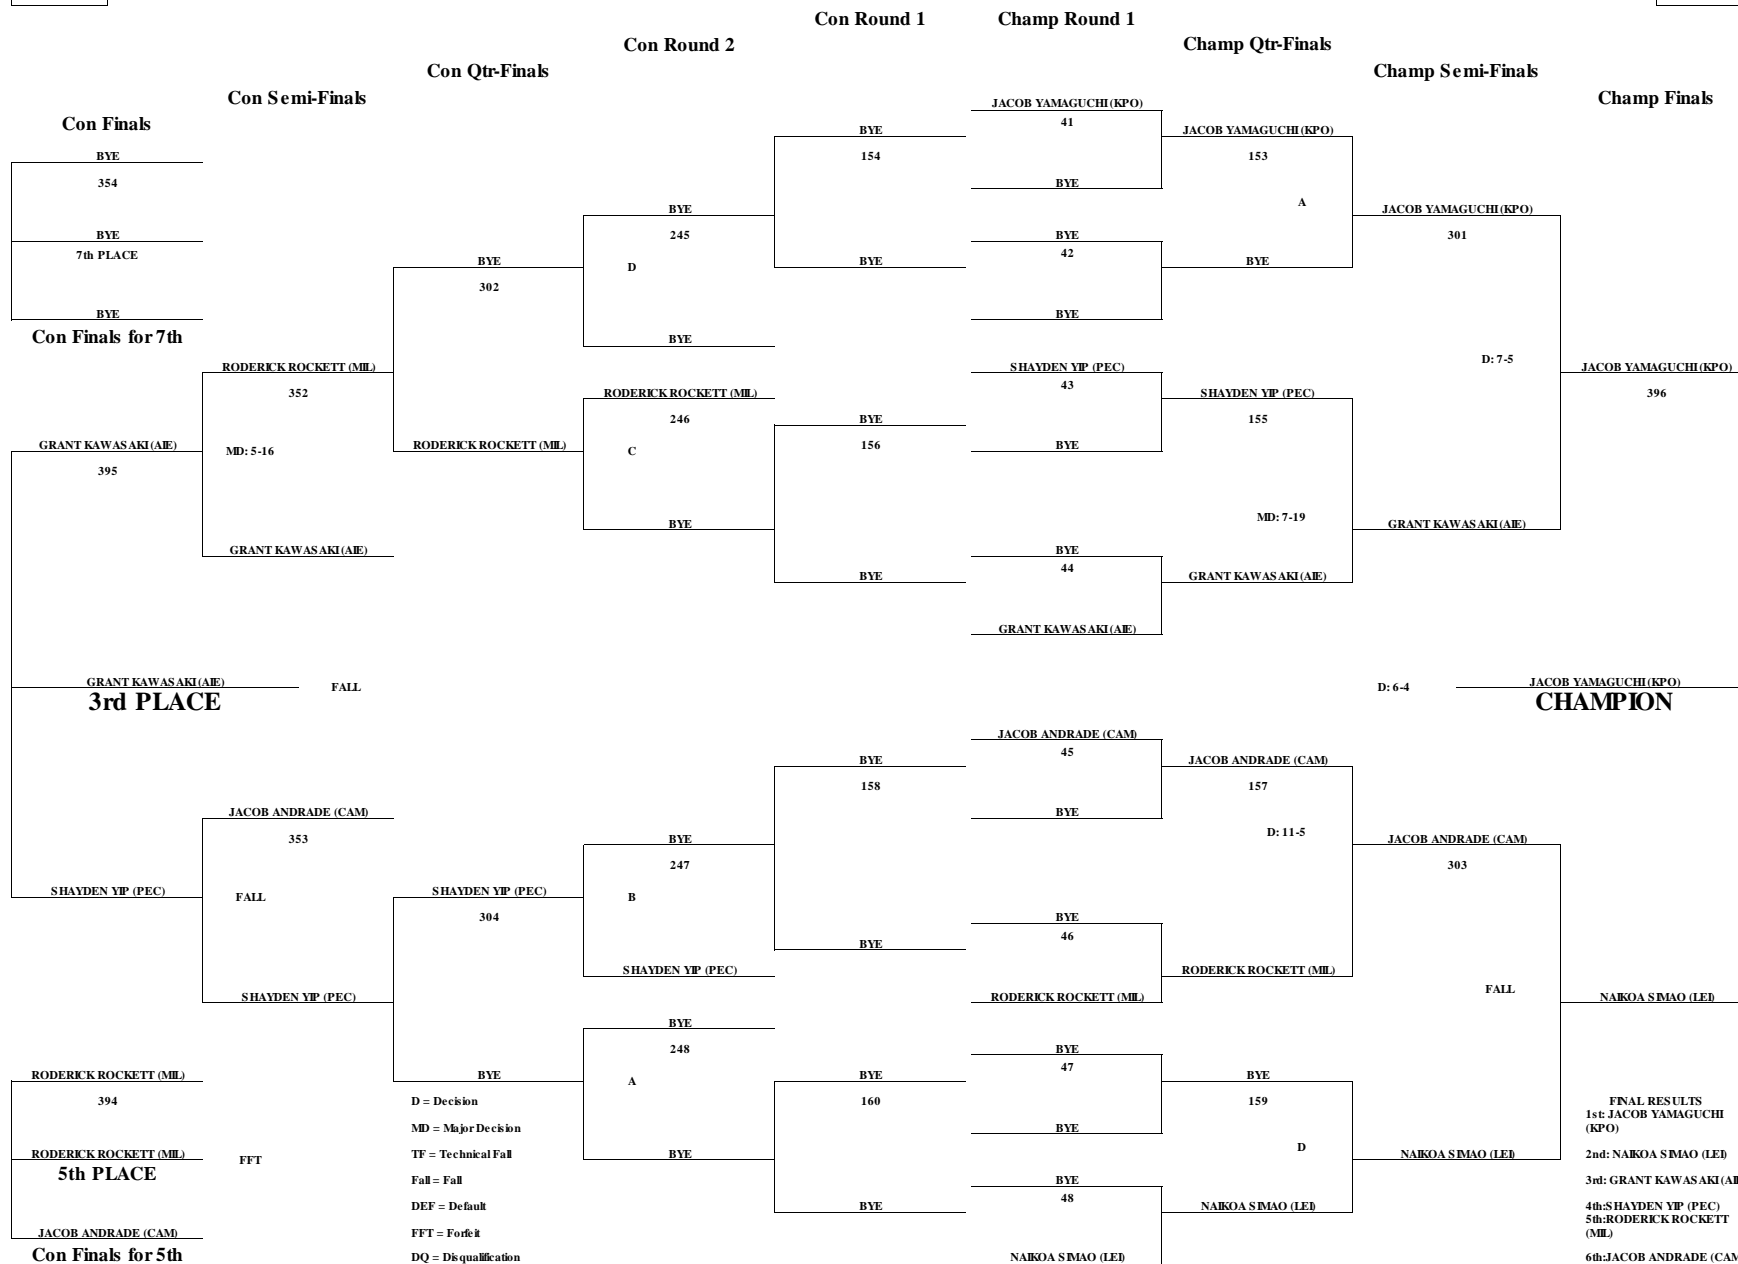 Con Round 1
Champ Round 1
Con Round 2
Champ Qtr-Finals
Con Qtr-Finals
Champ Semi-Finals
Con Semi-Finals
Champ Finals
Con Finals
JACOB YAMAGUCHI (KPO)
41
BYE
JACOB YAMAGUCHI (KPO)
BYE
154
153
354
BYE
A
BYE
JACOB YAMAGUCHI (KPO)
BYE
BYE
245
301
7th PLACE
42
BYE
D
BYE
BYE
302
BYE
BYE
Con Finals for 7th
BYE
D: 7-5
RODERICK ROCKETT (MIL)
SHAYDEN YIP (PEC)
JACOB YAMAGUCHI (KPO)
352
43
396
RODERICK ROCKETT (MIL)
SHAYDEN YIP (PEC)
246
BYE
155
GRANT KAWASAKI (AIE)
MD: 5-16
RODERICK ROCKETT (MIL)
C
156
BYE
395
MD: 7-19
BYE
GRANT KAWASAKI (AIE)
GRANT KAWASAKI (AIE)
BYE
44
BYE
GRANT KAWASAKI (AIE)
GRANT KAWASAKI (AIE)
GRANT KAWASAKI (AIE)
FALL
D: 6-4
JACOB YAMAGUCHI (KPO)
3rd PLACE
CHAMPION
JACOB ANDRADE (CAM)
45
BYE
JACOB ANDRADE (CAM)
158
157
JACOB ANDRADE (CAM)
BYE
353
BYE
D: 11-5
JACOB ANDRADE (CAM)
247
303
SHAYDEN YIP (PEC)
FALL
SHAYDEN YIP (PEC)
B
304
BYE
46
BYE
SHAYDEN YIP (PEC)
RODERICK ROCKETT (MIL)
FALL
SHAYDEN YIP (PEC)
RODERICK ROCKETT (MIL)
NAIKOA SIMAO (LEI)
BYE
248
BYE
47
RODERICK ROCKETT (MIL)
BYE
A
BYE
BYE
394
D = Decision
160
159
FINAL RESULTS
1st: JACOB YAMAGUCHI
(KPO)
MD = Major Decision
BYE
RODERICK ROCKETT (MIL)
FFT
TF = Technical Fall
BYE
D
NAIKOA SIMAO (LEI)
2nd: NAIKOA SIMAO (LEI)
5th PLACE
Fall = Fall
BYE
3rd: GRANT KAWASAKI (AIE
48
DEF = Default
BYE
NAIKOA SIMAO (LEI)
4th:SHAYDEN YIP (PEC)
5th:RODERICK ROCKETT
(MIL)
JACOB ANDRADE (CAM)
FFT = Forfeit
Con Finals for 5th
DQ = Disqualification
NAIKOA SIMAO (LEI)
6th:JACOB ANDRADE (CAM